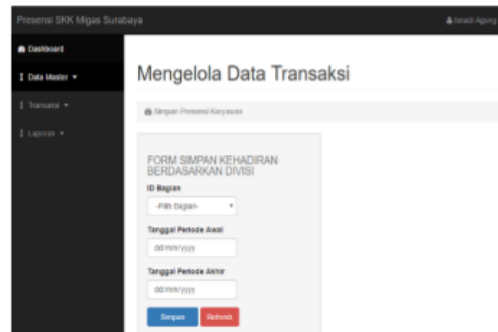 Presensi SKK Migas Surabaya
Iswadi Agung
Dashboard
Data Master
Transaksi
Laporan
Mengelola Data Transaksi
Simpan Presensi Karyawan
FORM SIMPAN KEHADIRAN
BERDASARKAN DIVISI
ID Bagian
-Pilih Bagian-
Tanggal Periode Awal
dd/mm/yyyy
Tanggal Periode Akhir
dd/mm/yyyy
Simpan Refresh